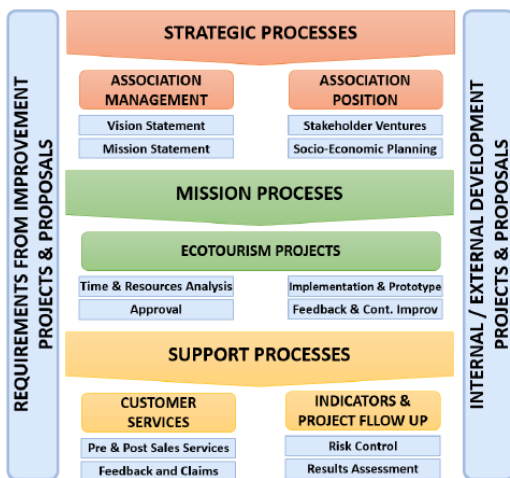 REQUIREMENTS FROM IMPROVEMENT
PROJECTS & PROPOSALS
STRATEGIC PROCESSES
ASSOCIATION
MANAGEMENT
Vision Statement
Mission Statement
ASSOCIATION
POSITION
Stakeholder Ventures
Socio-Economic Planning
MISSION PROCESES
ECOTOURISM PROJECTS
Time & Resources Analysis
Approval
Implementation & Prototype
Feedback & Cont. Improv
SUPPORT PROCESSES
CUSTOMER
SERVICES
Pre & Post Sales Services
Feedback and Claims
INDICATORS &
PROJECT FLLOW UP
Risk Control
Results Assessment
INTERNAL / EXTERNAL DEVELOPMENT
PROJECTS & PROPOSALS